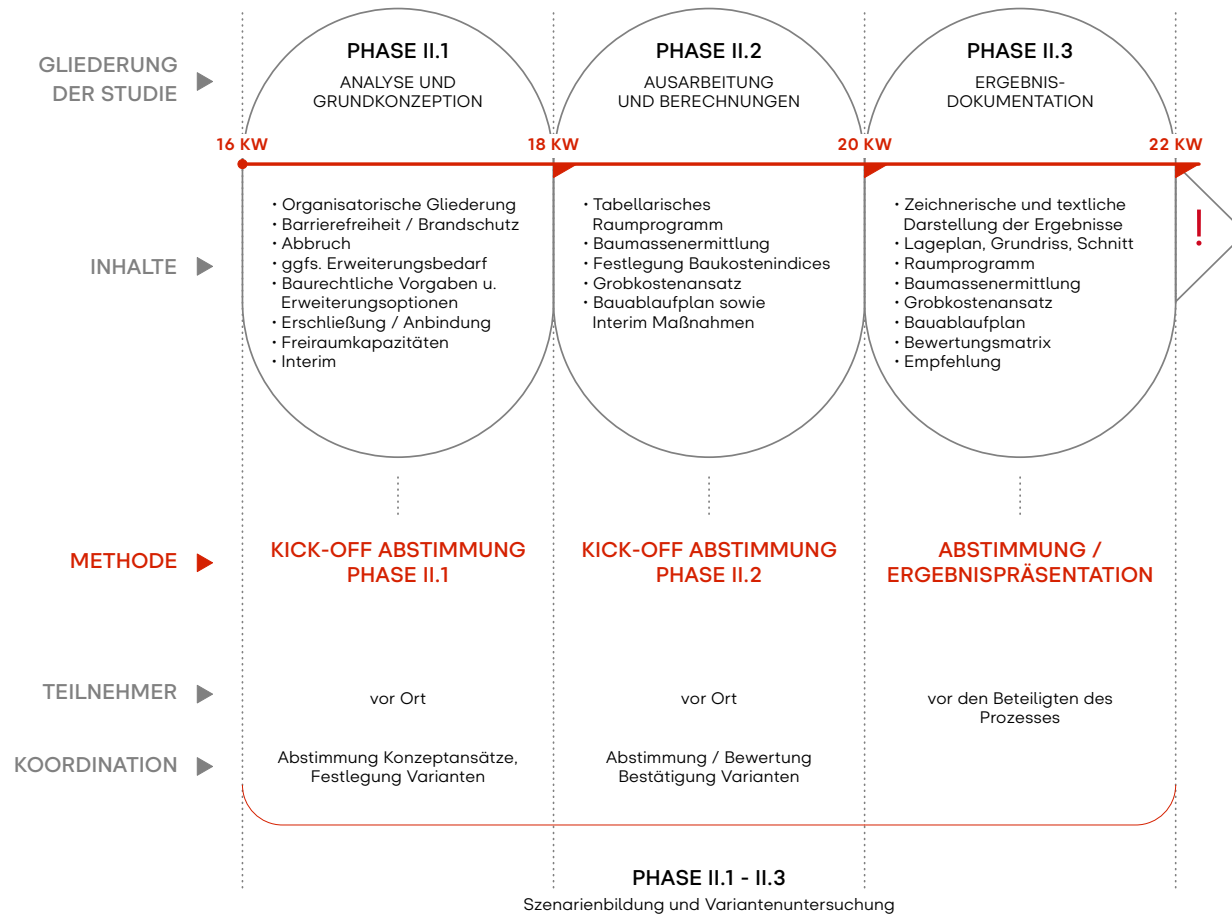 GLIEDERUNG
DER STUDIE
PHASE II.1
ANALYSE UND
GRUNDKONZEPTION
PHASE II.2
AUSARBEITUNG
UND BERECHNUNGEN
PHASE II.3
ERGEBNIS-
DOKUMENTATION
16 KW
18 KW
20 KW
22 KW
INHALTE
· Organisatorische Gliederung
· Barrierefreiheit / Brandschutz
· Abbruch
· ggfs. Erweiterungsbedarf
· Baurechtliche Vorgaben u.
Erweiterungsoptionen
· Erschließung / Anbindung
· Freiraumkapazitäten
· Interim
· Tabellarisches
Raumprogramm
· Baumassenermittlung
· Festlegung Baukostenindices
· Grobkostenansatz
· Bauablaufplan sowie
Interim Maßnahmen
· Zeichnerische und textliche
Darstellung der Ergebnisse
· Lageplan, Grundriss, Schnitt
· Raumprogramm
· Baumassenermittlung
· Grobkostenansatz
· Bauablaufplan
· Bewertungsmatrix
· Empfehlung
!
METHODE
KICK-OFF ABSTIMMUNG
PHASE II.1
KICK-OFF ABSTIMMUNG
PHASE II.2
ABSTIMMUNG /
ERGEBNISPRÄSENTATION
TEILNEHMER
vor Ort
vor Ort
vor den Beteiligten des
Prozesses
KOORDINATION
Abstimmung Konzeptansätze,
Festlegung Varianten
Abstimmung / Bewertung
Bestätigung Varianten
PHASE II.1 - II.3
Szenarienbildung und Variantenuntersuchung